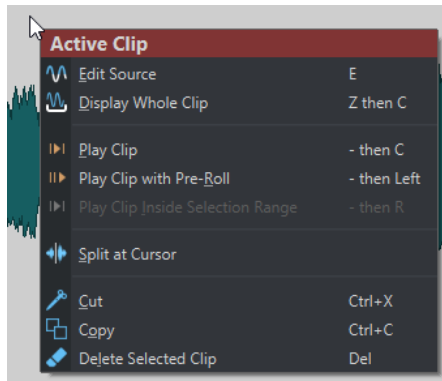 Active Clip
Edit Source E
Display Whole Clip Z then C
Play Clip - then C
Play Clip with Pre-Roll - then Left
Play Clip Inside Selection Range - then R
Split at Cursor
Cut Ctrl+X
Copy Ctrl+C
Delete Selected Clip Del